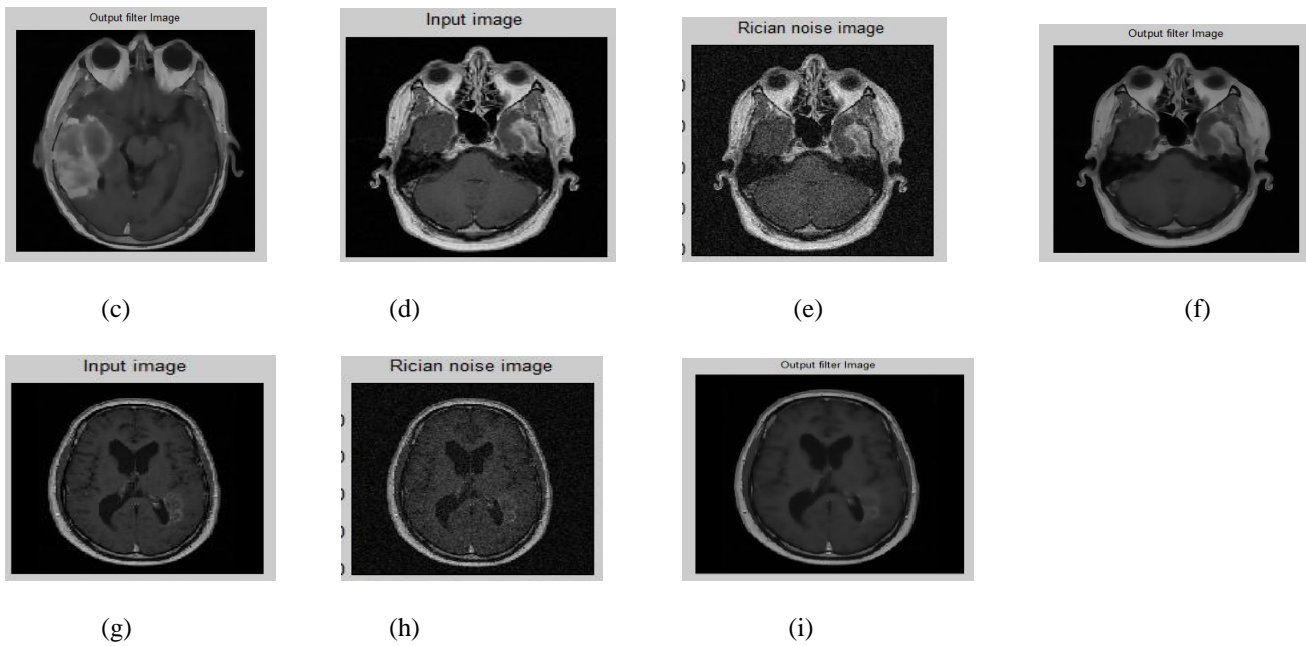 Output filter Image
Input image
Rician noise image
Output filter Image
(c)
(d)
(e)
(f)
Input image
Rician noise image
Output filter Image
(g)
(h)
(i)